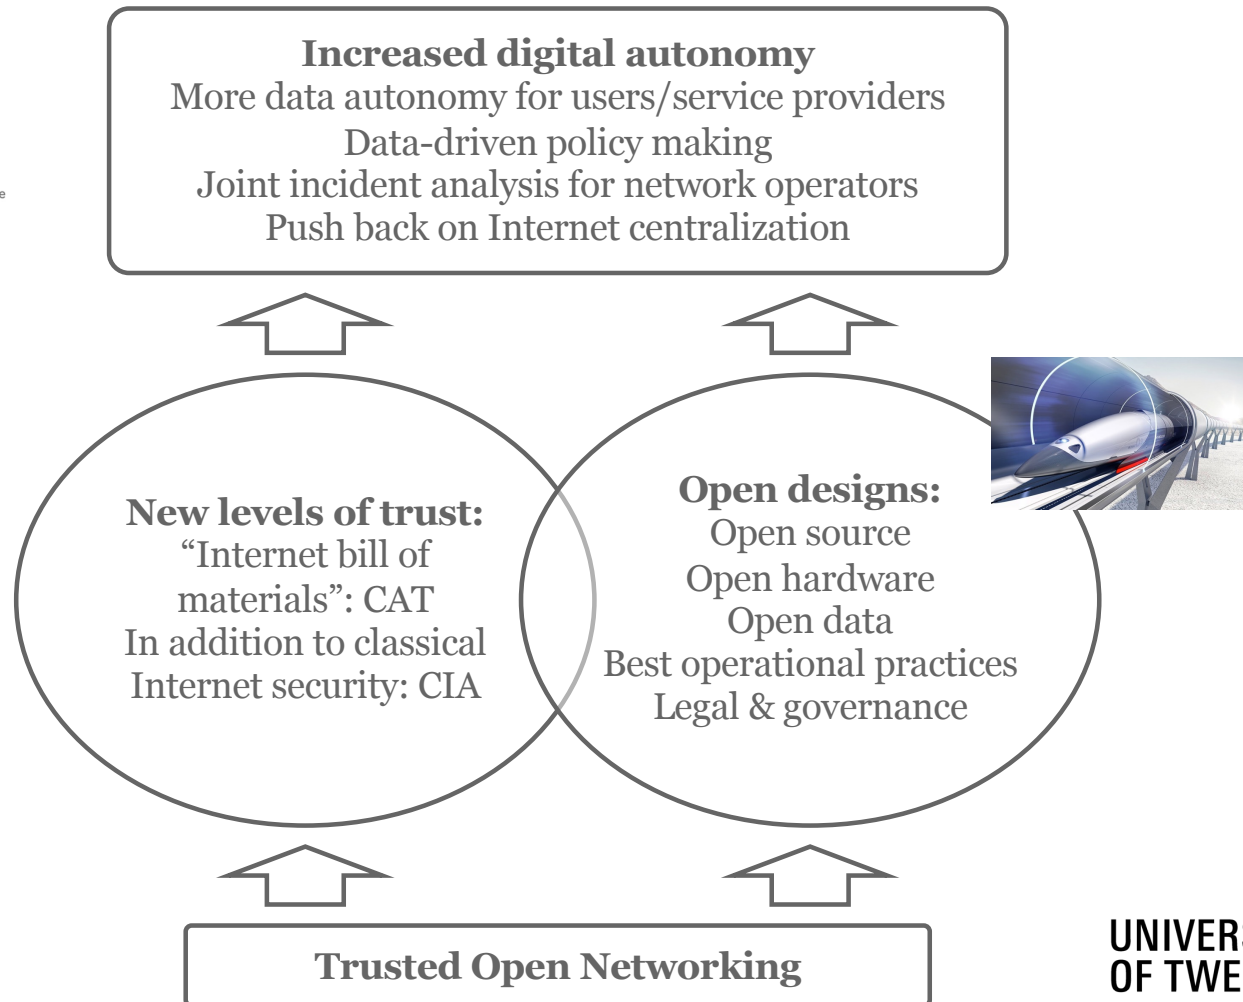 Increased digital autonomy
More data autonomy for users/service providers
Data-driven policy making
Joint incident analysis for network operators
Push back on Internet centralization
New levels of trust:
“Internet bill of
materials”: CAT
In addition to classical
Internet security: CIA
Open designs:
Open source
Open hardware
Open data
Best operational practices
Legal & governance
Trusted Open Networking
OF